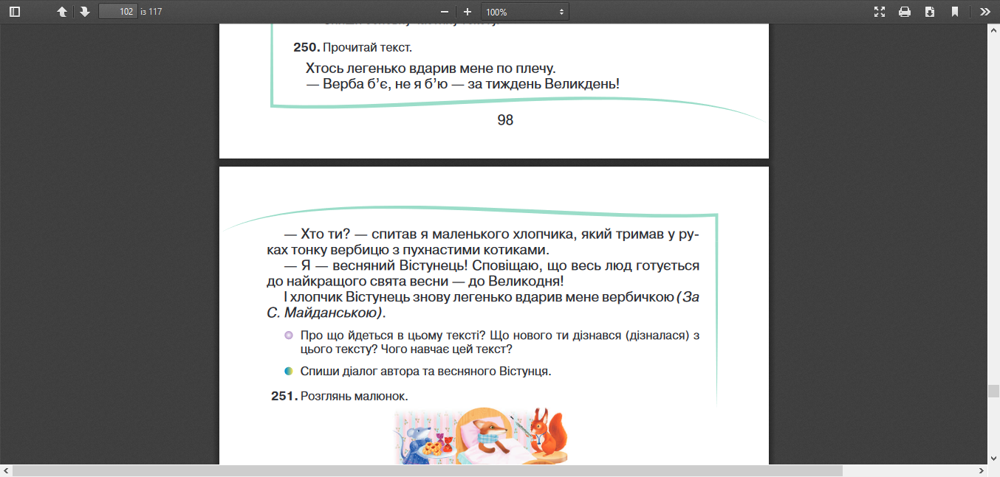 102 із 117
100%
250. Прочитай текст.
Хтось легенько вдарив мене по плечу.
— Верба б’є, не я б’ю — за тиждень Великдень!
98
— Хто ти? — спитав я маленького хлопчика, який тримав у ру-
ках тонку вербицю з пухнастими котиками.
— Я — весняний Вістунець! Сповіщаю, що весь люд готується
до найкращого свята весни — до Великодня!
І хлопчик Вістунець знову легенько вдарив мене вербичкою (За
С. Майданською).
Про що йдеться в цьому тексті? Що нового ти дізнався (дізналася) з
цього тексту? Чого навчає цей текст?
Спиши діалог автора та весняного Вістунця.
251. Розглянь малюнок.